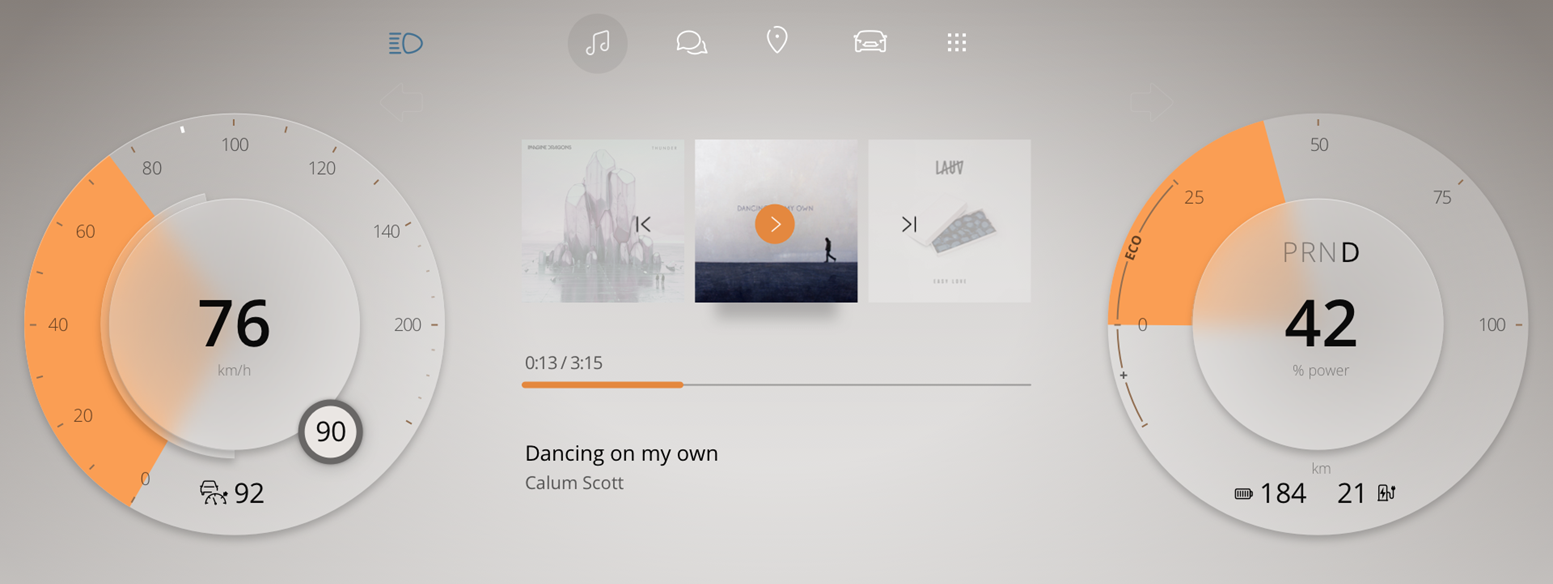 100
80
120
60
140
40
200
20
0
76
km/h
90
92
IMAGINE DRAGONS
THUNDER
DANCING MY OWN
LAUV
EASY LOVE
0:13 / 3:15
Dancing on my own
Calum Scott
50
25
75
ECO
0
100
+
PRND
42
% power
km
184
21